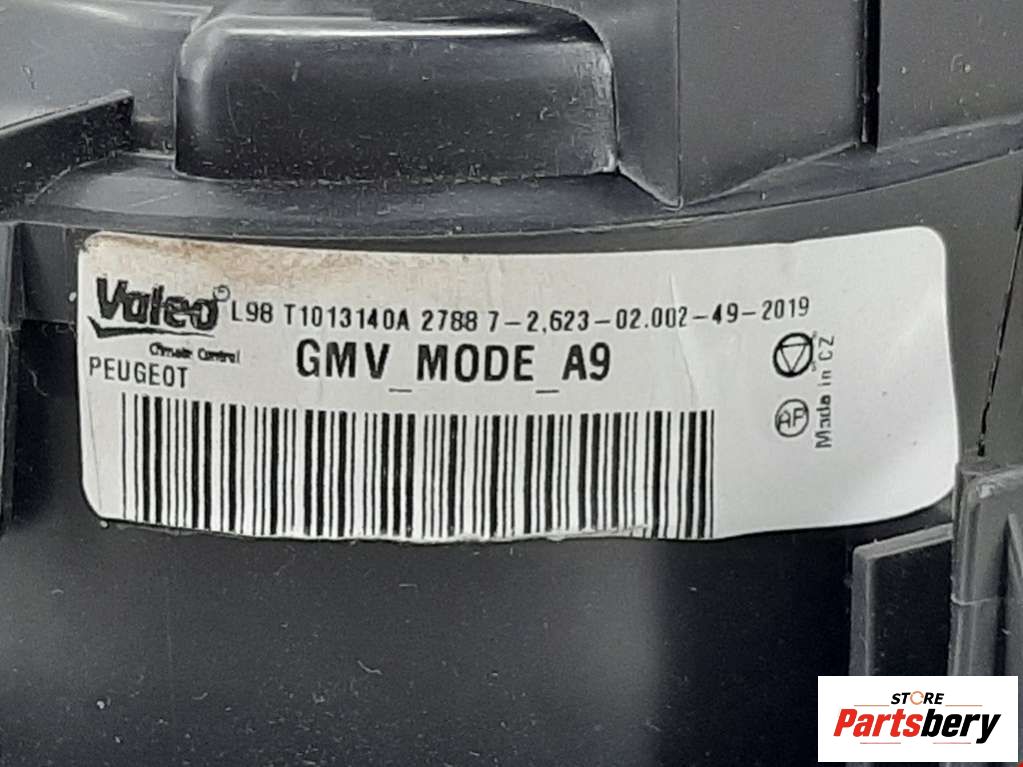 Valeo L98 T1013140A 2788 7-2,623-02.002-49-2019
Climate Control
PEUGEOT
GMV_MODE_A9
AP
Made in CZ
STORE
Partsbery